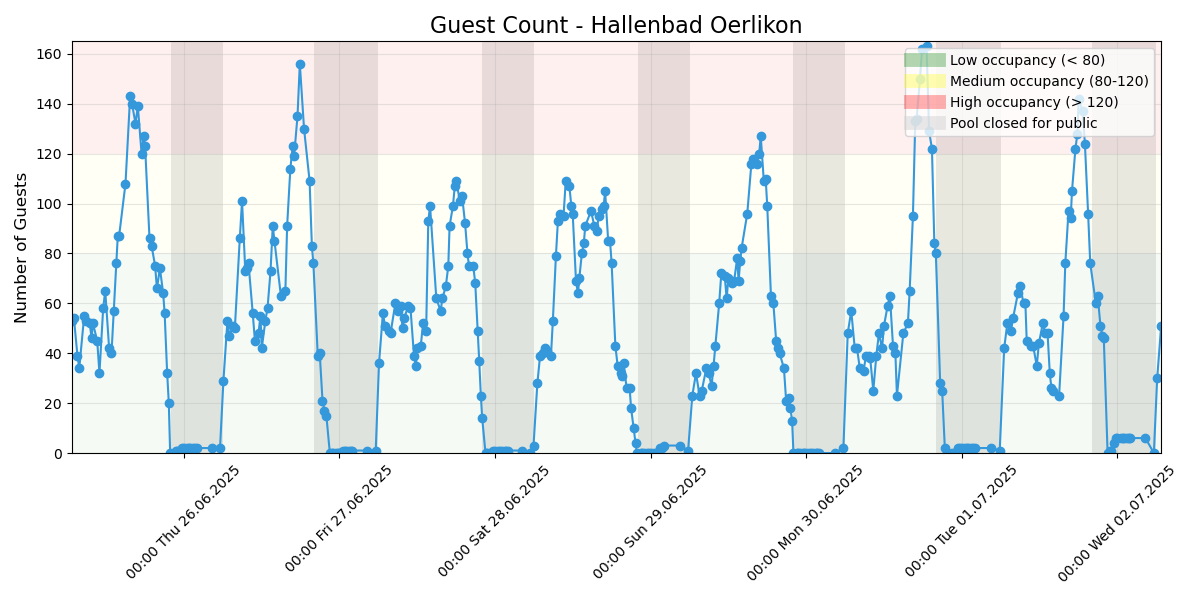 Guest Count - Hallenbad Oerlikon
Number of Guests
160
140
120
100
80
60
40
20
0
Low occupancy (< 80)
Medium occupancy (80-120)
High occupancy (> 120)
Pool closed for public
00:00 Thu 26.06.2025
00:00 Fri 27.06.2025
00:00 Sat 28.06.2025
00:00 Sun 29.06.2025
00:00 Mon 30.06.2025
00:00 Tue 01.07.2025
00:00 Wed 02.07.2025